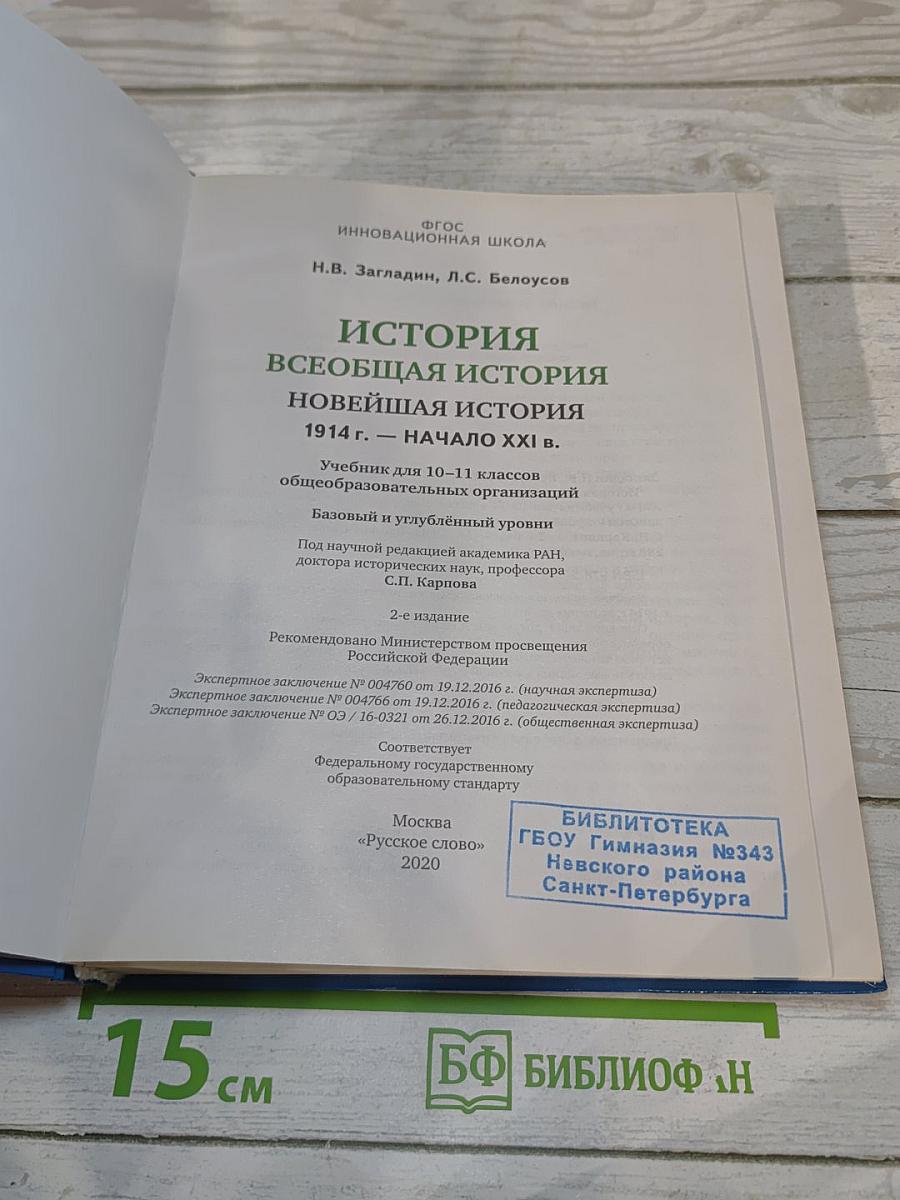 ФГОС
ИННОВАЦИОННАЯ ШКОЛА
Н.В. Загладин, Л.С. Белоусов
ИСТОРИЯ
ВСЕОБЩАЯ ИСТОРИЯ
НОВЕЙШАЯ ИСТОРИЯ
1914 г. — НАЧАЛО XXI в.
Учебник для 10–11 классов
общеобразовательных организаций
Базовый и углублённый уровни
Под научной редакцией академика РАН,
доктора исторических наук, профессора
С.П. Карпова
2-е издание
Рекомендовано Министерством просвещения
Российской Федерации
Экспертное заключение № 004760 от 19.12.2016 г. (научная экспертиза)
Экспертное заключение № 004766 от 19.12.2016 г. (педагогическая экспертиза)
Экспертное заключение № ОЭ / 16-0321 от 26.12.2016 г. (общественная экспертиза)
Соответствует
Федеральному государственному
образовательному стандарту
Москва
«Русское слово»
2020
БИБЛИТОТЕКА
ГБОУ Гимназия №343
Невского района
Санкт-Петербурга
15 см
БФ